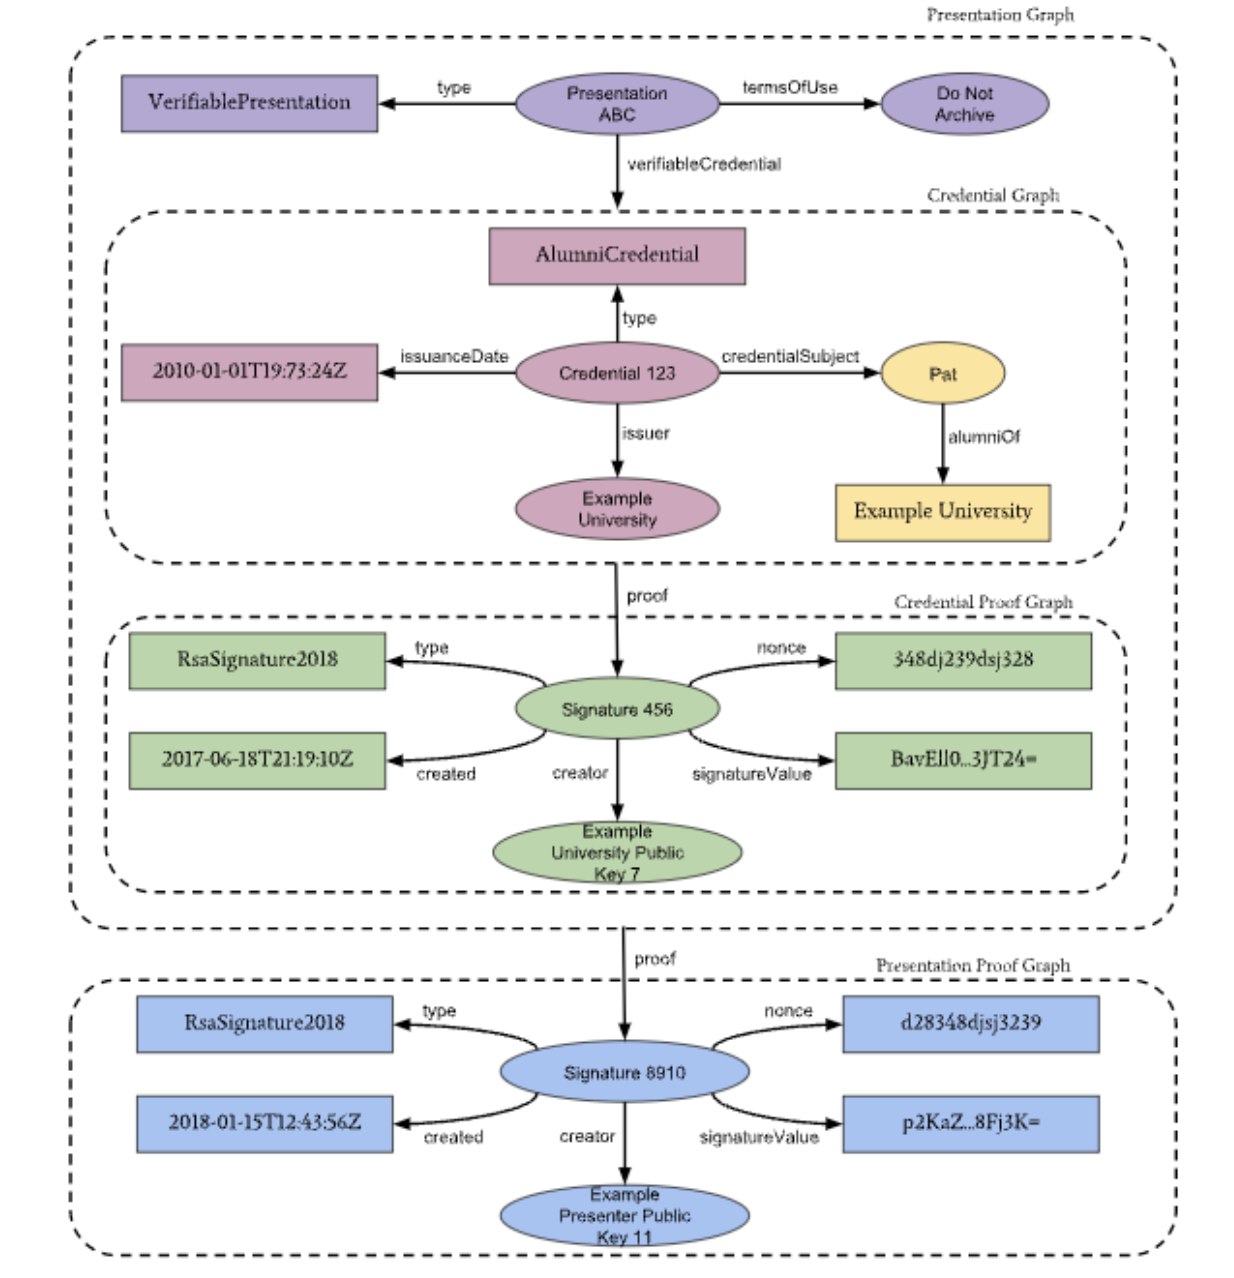 Presentation Graph
VerifiablePresentation
type
Presentation
ABC
termsOfUse
Do Not
Archive
verifiableCredential
Credential Graph
AlumniCredential
type
2010-01-01T19:73:24Z
issuanceDate
Credential 123
credentialSubject
Pat
issuer
alumniOf
Example
University
Example University
proof
Credential Proof Graph
RsaSignature2018
type
nonce
348dj239dsj328
Signature 456
2017-06-18T21:19:10Z
created
creator
signatureValue
BavEll0...3JT24=
Example
University Public
Key 7
proof
Presentation Proof Graph
RsaSignature2018
type
nonce
d28348djsj3239
Signature 8910
2018-01-15T12:43:56Z
created
creator
signatureValue
p2KaZ...8Fj3K=
Example
Presenter Public
Key 11